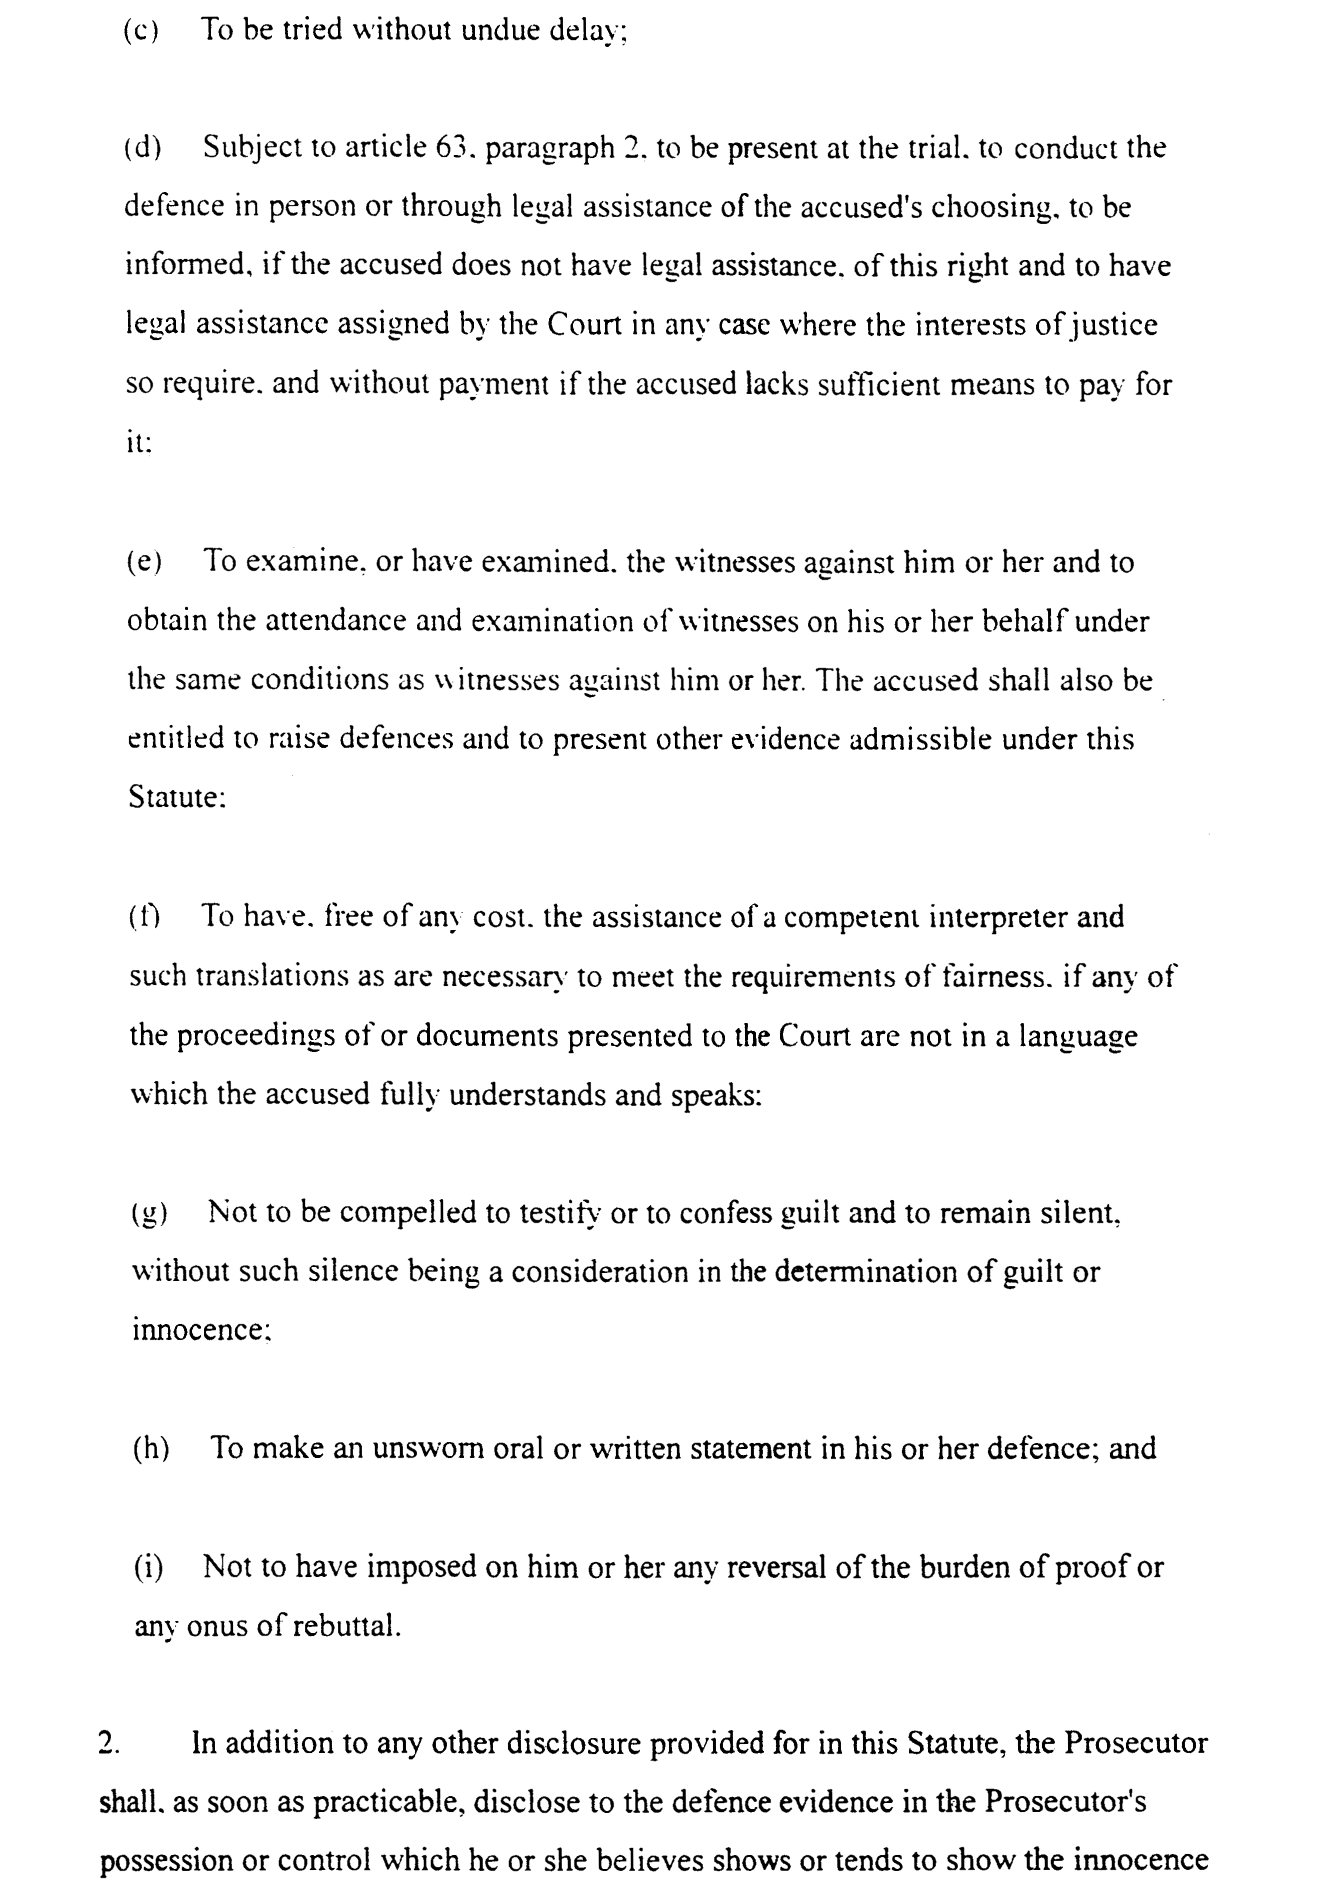 (c) To be tried without undue delay;
(d) Subject to article 63, paragraph 2, to be present at the trial, to conduct the
defence in person or through legal assistance of the accused's choosing, to be
informed, if the accused does not have legal assistance, of this right and to have
legal assistance assigned by the Court in any case where the interests of justice
so require, and without payment if the accused lacks sufficient means to pay for
it;
(e) To examine, or have examined, the witnesses against him or her and to
obtain the attendance and examination of witnesses on his or her behalf under
the same conditions as witnesses against him or her. The accused shall also be
entitled to raise defences and to present other evidence admissible under this
Statute;
(f) To have, free of any cost, the assistance of a competent interpreter and
such translations as are necessary to meet the requirements of fairness, if any of
the proceedings of or documents presented to the Court are not in a language
which the accused fully understands and speaks;
(g) Not to be compelled to testify or to confess guilt and to remain silent,
without such silence being a consideration in the determination of guilt or
innocence;
(h) To make an unsworn oral or written statement in his or her defence; and
(i) Not to have imposed on him or her any reversal of the burden of proof or
any onus of rebuttal.
2. In addition to any other disclosure provided for in this Statute, the Prosecutor
shall, as soon as practicable, disclose to the defence evidence in the Prosecutor's
possession or control which he or she believes shows or tends to show the innocence